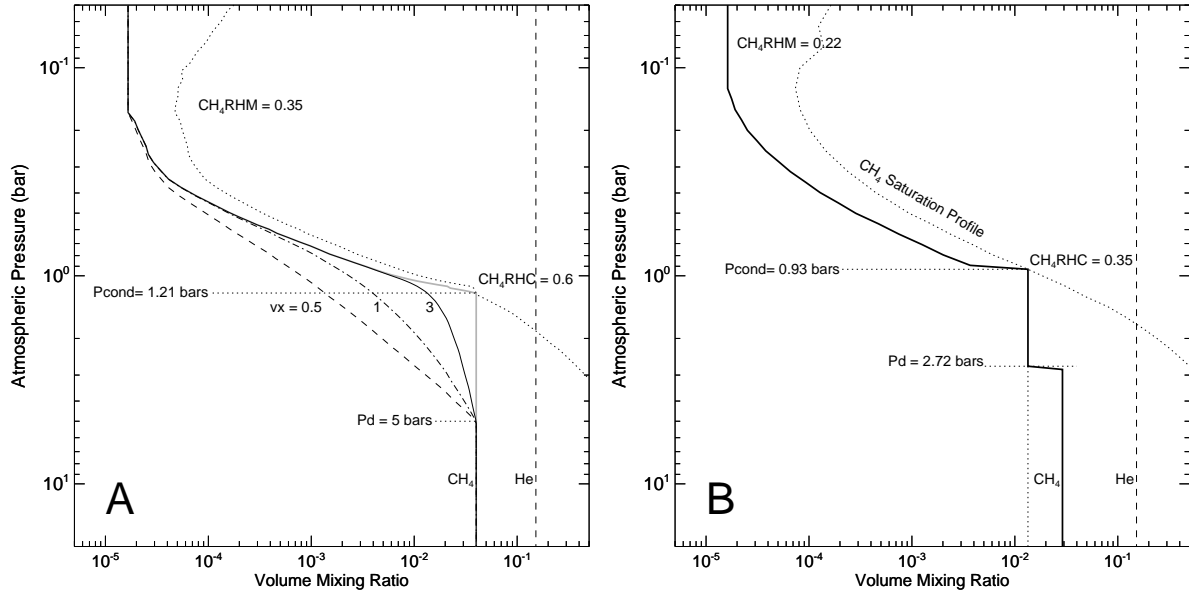 Atmospheric Pressure (bar)
10⁻¹
10⁰
10¹
CH₄RHM = 0.35
CH₄RHC = 0.6
Pcond= 1.21 bars
vx = 0.5
1
3
Pd = 5 bars
CH₄
He
A
10⁻⁵
10⁻⁴
10⁻³
10⁻²
10⁻¹
Volume Mixing Ratio
Atmospheric Pressure (bar)
10⁻¹
10⁰
10¹
CH₄RHM = 0.22
CH₄ Saturation Profile
CH₄RHC = 0.35
Pcond= 0.93 bars
Pd = 2.72 bars
CH₄
He
B
10⁻⁵
10⁻⁴
10⁻³
10⁻²
10⁻¹
Volume Mixing Ratio